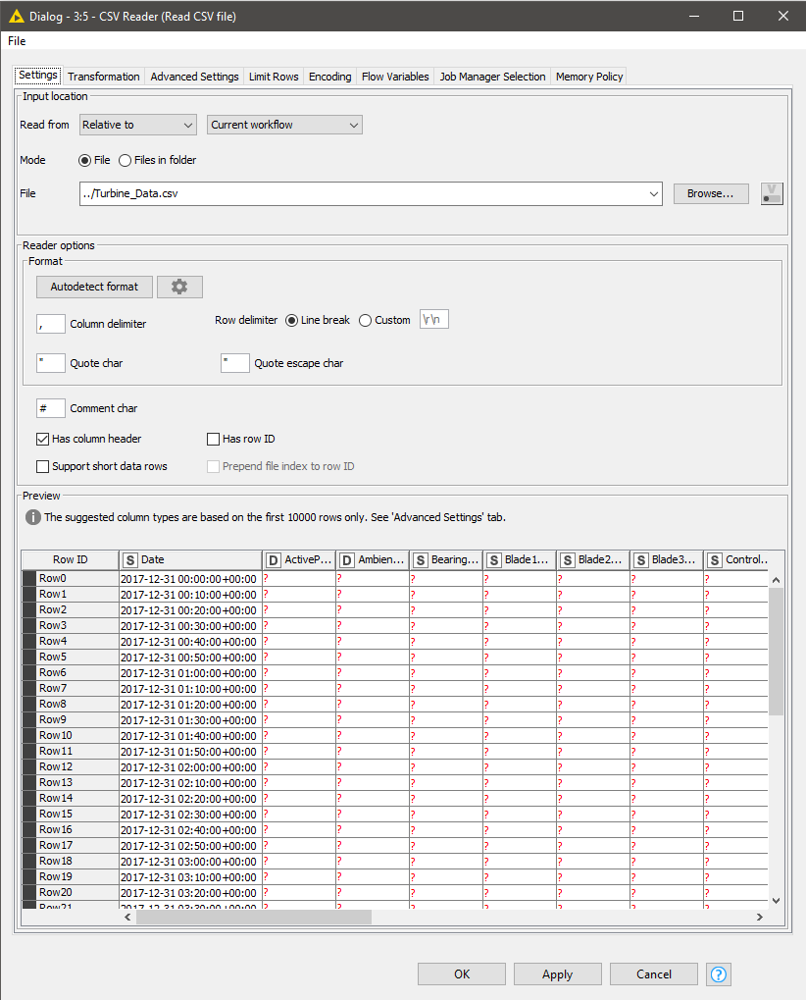 Dialog - 3:5 - CSV Reader (Read CSV file)
File
Settings Transformation Advanced Settings Limit Rows Encoding Flow Variables Job Manager Selection Memory Policy
Input location
Read from Relative to Current workflow
Mode File Files in folder
File ../Turbine_Data.csv Browse... V
Reader options
Format
Autodetect format
, Column delimiter Row delimiter Line break Custom \r\n
" Quote char " Quote escape char
# Comment char
Has column header Has row ID
Support short data rows Prepend file index to row ID
Preview
i The suggested column types are based on the first 10000 rows only. See 'Advanced Settings' tab.
Row ID S Date D ActiveP... D Ambien... S Bearing... S Blade1... S Blade2... S Blade3... S Control...
Row0 2017-12-31 00:00:00+00:00 ? ? ? ? ? ? ?
Row1 2017-12-31 00:10:00+00:00 ? ? ? ? ? ? ?
Row2 2017-12-31 00:20:00+00:00 ? ? ? ? ? ? ?
Row3 2017-12-31 00:30:00+00:00 ? ? ? ? ? ? ?
Row4 2017-12-31 00:40:00+00:00 ? ? ? ? ? ? ?
Row5 2017-12-31 00:50:00+00:00 ? ? ? ? ? ? ?
Row6 2017-12-31 01:00:00+00:00 ? ? ? ? ? ? ?
Row7 2017-12-31 01:10:00+00:00 ? ? ? ? ? ? ?
Row8 2017-12-31 01:20:00+00:00 ? ? ? ? ? ? ?
Row9 2017-12-31 01:30:00+00:00 ? ? ? ? ? ? ?
Row10 2017-12-31 01:40:00+00:00 ? ? ? ? ? ? ?
Row11 2017-12-31 01:50:00+00:00 ? ? ? ? ? ? ?
Row12 2017-12-31 02:00:00+00:00 ? ? ? ? ? ? ?
Row13 2017-12-31 02:10:00+00:00 ? ? ? ? ? ? ?
Row14 2017-12-31 02:20:00+00:00 ? ? ? ? ? ? ?
Row15 2017-12-31 02:30:00+00:00 ? ? ? ? ? ? ?
Row16 2017-12-31 02:40:00+00:00 ? ? ? ? ? ? ?
Row17 2017-12-31 02:50:00+00:00 ? ? ? ? ? ? ?
Row18 2017-12-31 03:00:00+00:00 ? ? ? ? ? ? ?
Row19 2017-12-31 03:10:00+00:00 ? ? ? ? ? ? ?
Row20 2017-12-31 03:20:00+00:00 ? ? ? ? ? ? ?
Row21 2017-12-31 03:30:00+00:00 ? ? ? ? ? ? ?
OK Apply Cancel ?